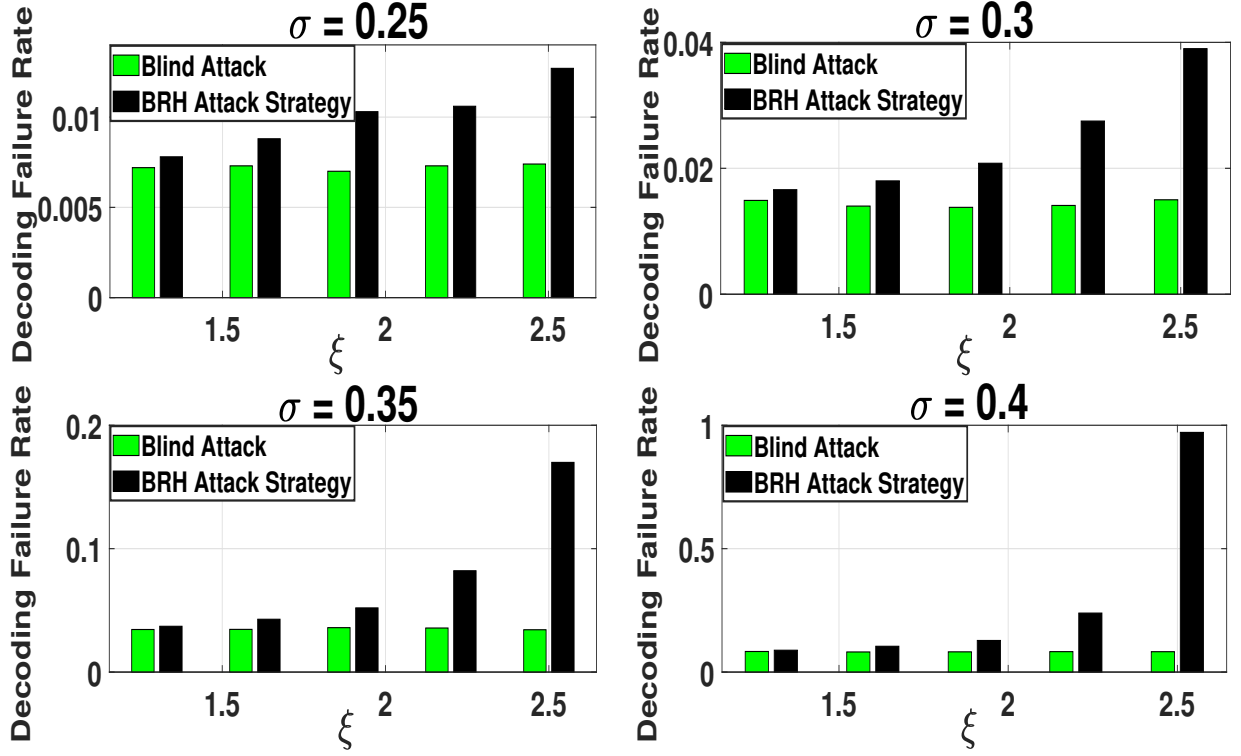 σ = 0.25
Decoding Failure Rate
Blind Attack
BRH Attack Strategy
0.01
0.005
0
1.5 2 2.5
ξ
σ = 0.3
Decoding Failure Rate
Blind Attack
BRH Attack Strategy
0.04
0.02
0
1.5 2 2.5
ξ
σ = 0.35
Decoding Failure Rate
Blind Attack
BRH Attack Strategy
0.2
0.1
0
1.5 2 2.5
ξ
σ = 0.4
Decoding Failure Rate
Blind Attack
BRH Attack Strategy
1
0.5
0
1.5 2 2.5
ξ